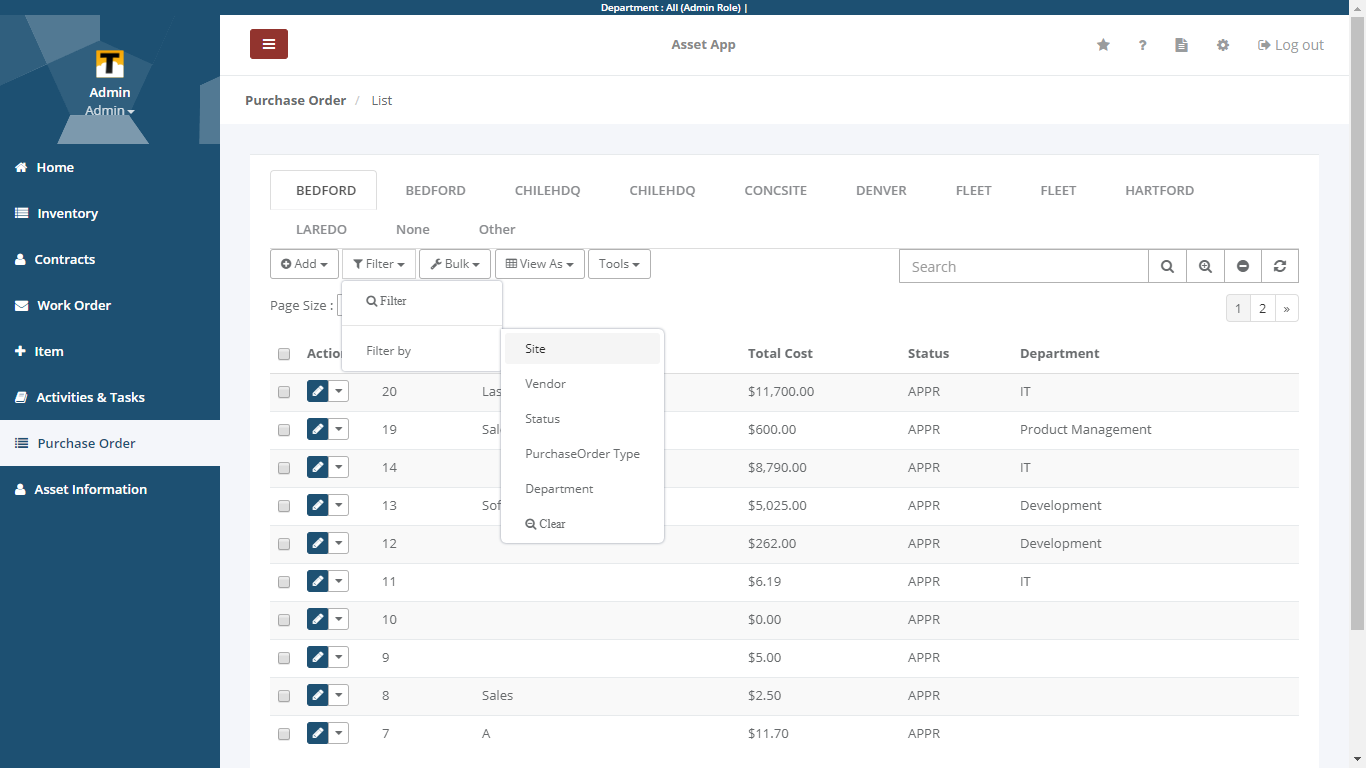 Department : All (Admin Role) |
T
Admin
Admin
Asset App
Log out
Purchase Order / List
Home
Inventory
Contracts
Work Order
Item
Activities & Tasks
Purchase Order
Asset Information
BEDFORD BEDFORD CHILEHDQ CHILEHDQ CONCSITE DENVER FLEET FLEET HARTFORD
LAREDO None Other
Add Filter Bulk View As Tools Search
Page Size : 1 2 »
Filter
Filter by
Site
Vendor
Status
PurchaseOrder Type
Department
Clear
Total Cost Status Department
20 $11,700.00 APPR IT
19 $600.00 APPR Product Management
14 $8,790.00 APPR IT
13 $5,025.00 APPR Development
12 $262.00 APPR Development
11 $6.19 APPR IT
10 $0.00 APPR
9 $5.00 APPR
8 Sales $2.50 APPR
7 A $11.70 APPR